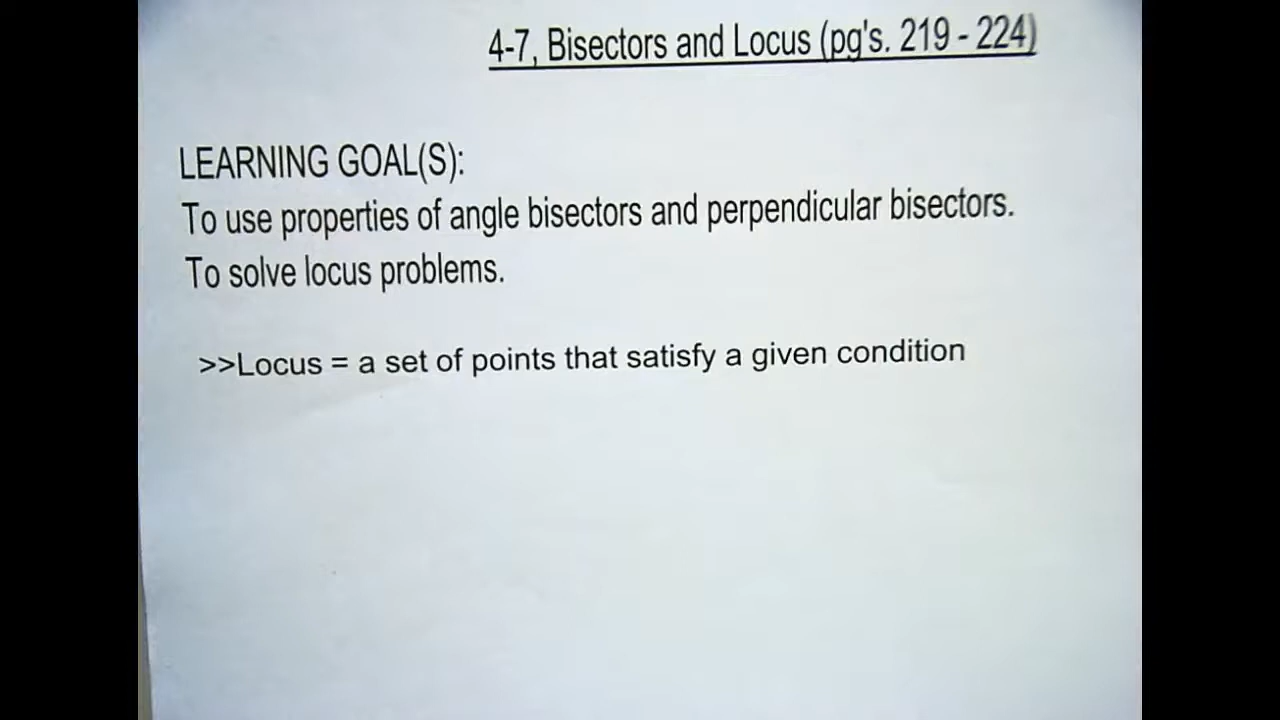 4-7, Bisectors and Locus (pg's. 219 - 224)
LEARNING GOAL(S):
To use properties of angle bisectors and perpendicular bisectors.
To solve locus problems.
>>Locus = a set of points that satisfy a given condition